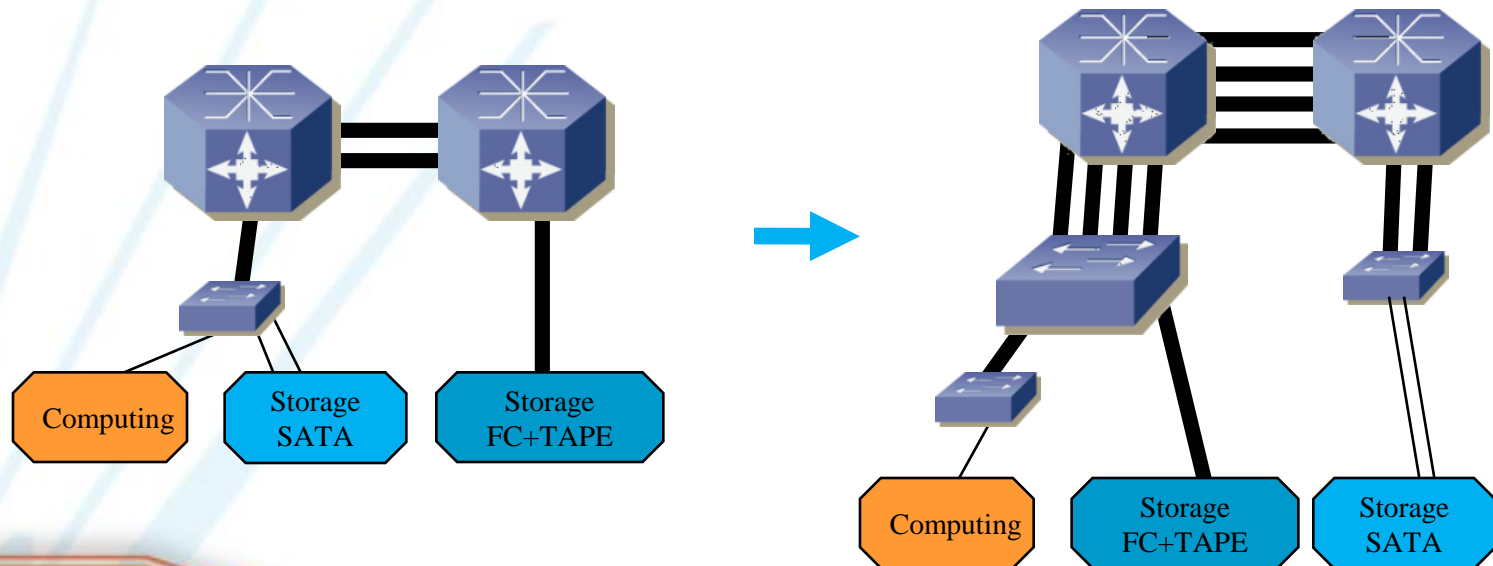 Computing
Storage
SATA
Storage
FC+TAPE
Computing
Storage
FC+TAPE
Storage
SATA